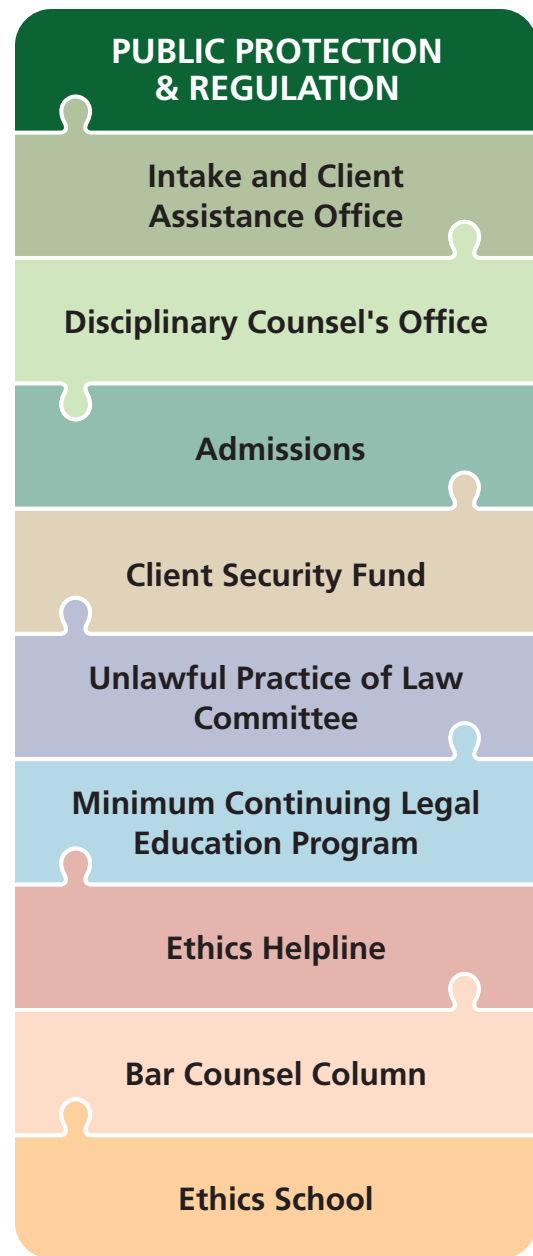 PUBLIC PROTECTION
& REGULATION
Intake and Client
Assistance Office
Disciplinary Counsel's Office
Admissions
Client Security Fund
Unlawful Practice of Law
Committee
Minimum Continuing Legal
Education Program
Ethics Helpline
Bar Counsel Column
Ethics School